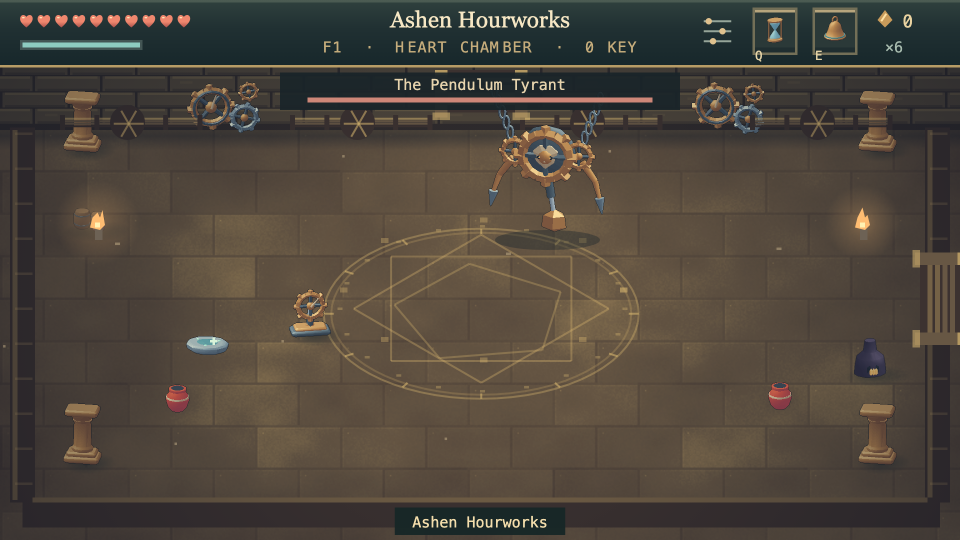 Ashen Hourworks
F1 · HEART CHAMBER · 0 KEY
Q
E
0
×6
The Pendulum Tyrant
Ashen Hourworks